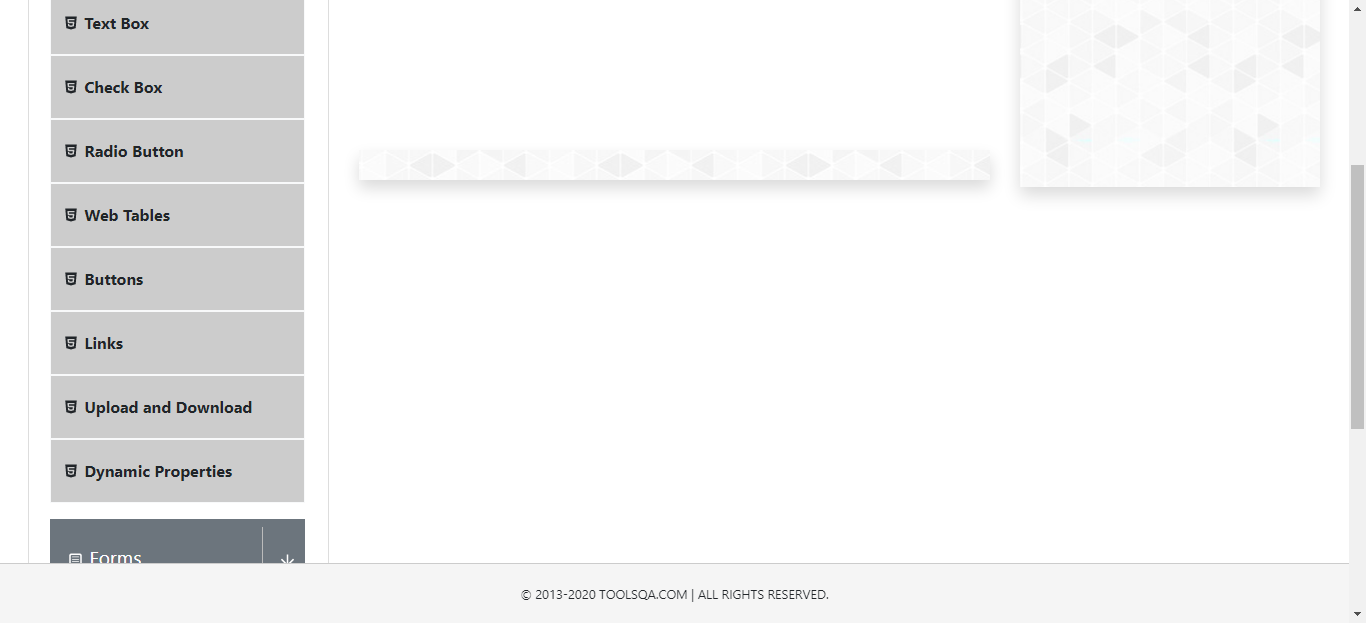 Text Box
Check Box
Radio Button
Web Tables
Buttons
Links
Upload and Download
Dynamic Properties
Forms
© 2013-2020 TOOLSQA.COM | ALL RIGHTS RESERVED.